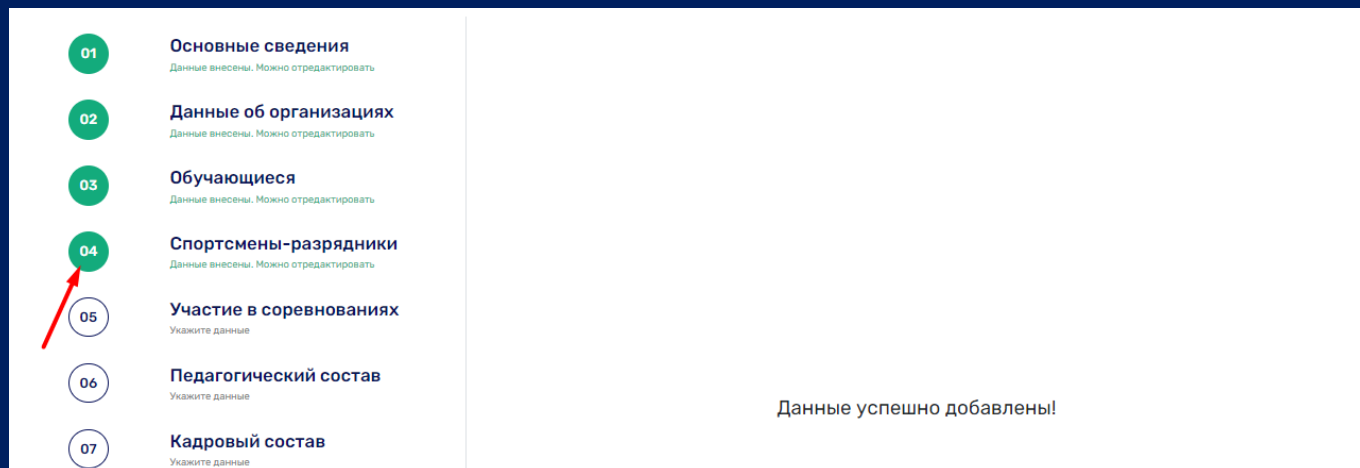 01
Основные сведения
Данные внесены. Можно отредактировать
02
Данные об организациях
Данные внесены. Можно отредактировать
03
Обучающиеся
Данные внесены. Можно отредактировать
04
Спортсмены-разрядники
Данные внесены. Можно отредактировать
05
Участие в соревнованиях
Укажите данные
06
Педагогический состав
Укажите данные
07
Кадровый состав
Укажите данные
Данные успешно добавлены!